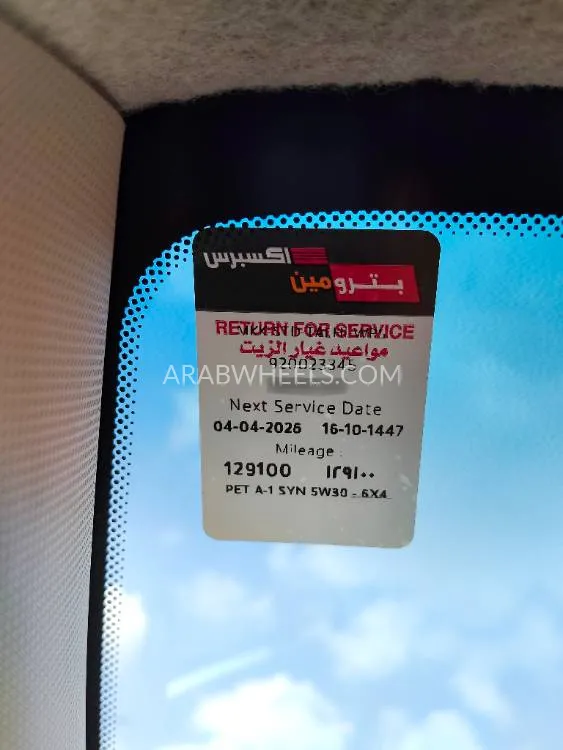 اكسبرس
بترومين
RETURN FOR SERVICE
مواعيد غيار الزيت
920023345
ARABWHEELS.COM
Next Service Date
04-04-2026 16-10-1447
Mileage :
129100 ١٢٩١٠٠
PET A-1 SYN 5W30 - 6X4